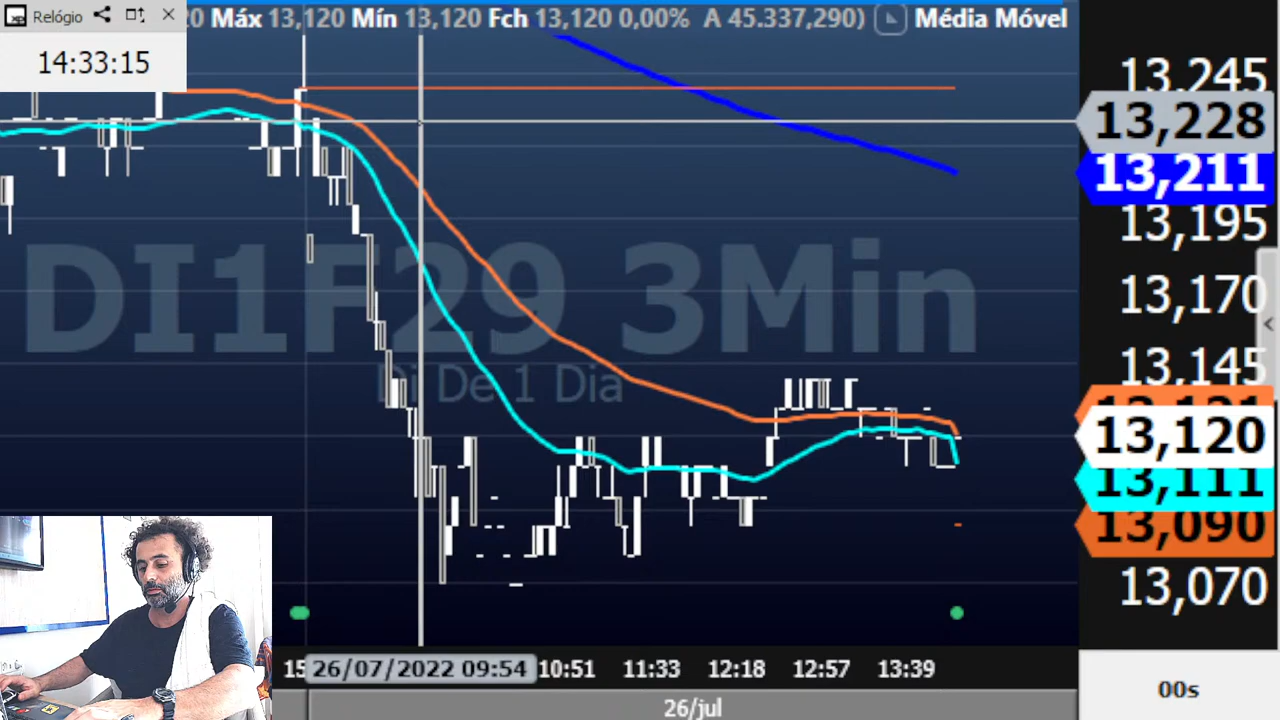 Relógio
20 Máx 13,120 Mín 13,120 Fch 13,120 0,00% A 45.337,290) Média Móvel
14:33:15
13,245
13,228
13,211
13,195
DI1F29 3Min
13,170
Di De 1 Dia
13,145
13,121
13,120
13,111
13,090
13,070
26/07/2022 09:54 10:51 11:33 12:18 12:57 13:39
26/jul
00s